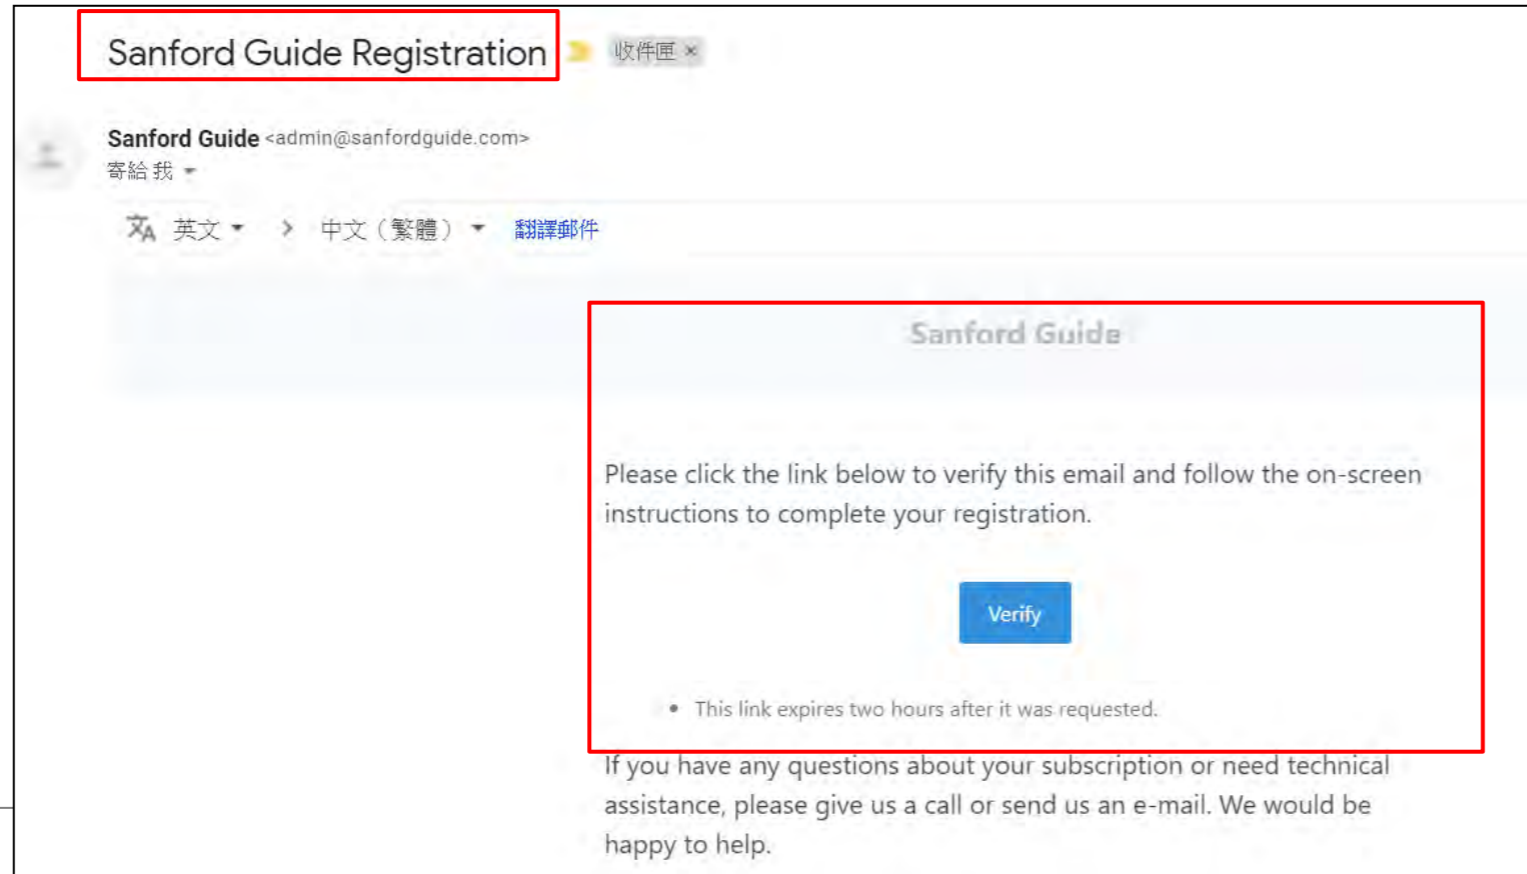 Sanford Guide Registration 收件匣 ×
Sanford Guide <admin@sanfordguide.com>
寄給 我
英文 > 中文（繁體） 翻譯郵件
Sanford Guide
Please click the link below to verify this email and follow the on-screen
instructions to complete your registration.
Verify
• This link expires two hours after it was requested.
If you have any questions about your subscription or need technical
assistance, please give us a call or send us an e-mail. We would be
happy to help.